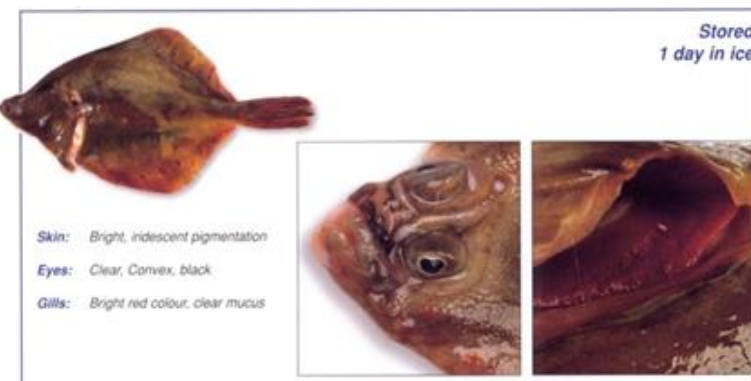 Stored
1 day in ice
Skin: Bright, iridescent pigmentation
Eyes: Clear, Convex, black
Gills: Bright red colour, clear mucus